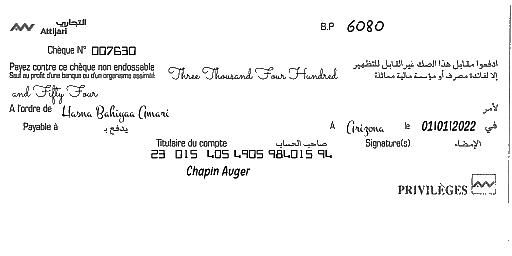 التجاري
Attijari
B.P 6080
Chèque N° 007630
Payez contre ce chèque non endossable
ادفعوا مقابل هذا الصك غير القابل للتظهير
Sauf au profit d'une banque ou d'un organisme assimilé
Three Thousand Four Hundred
إلا لفائدة مصرف أو مؤسسة مالية مماثلة
and Fifty Four
A l'ordre de Hasna Bahiyaa Amari
لأمر
Payable à يدفع بـ
A Arizona le 01/01/2022 في
Titulaire du compte صاحب الحساب
Signature(s) الإمضاء
23 015 405 4905 984015 94
Chapin Auger
PRIVILÈGES